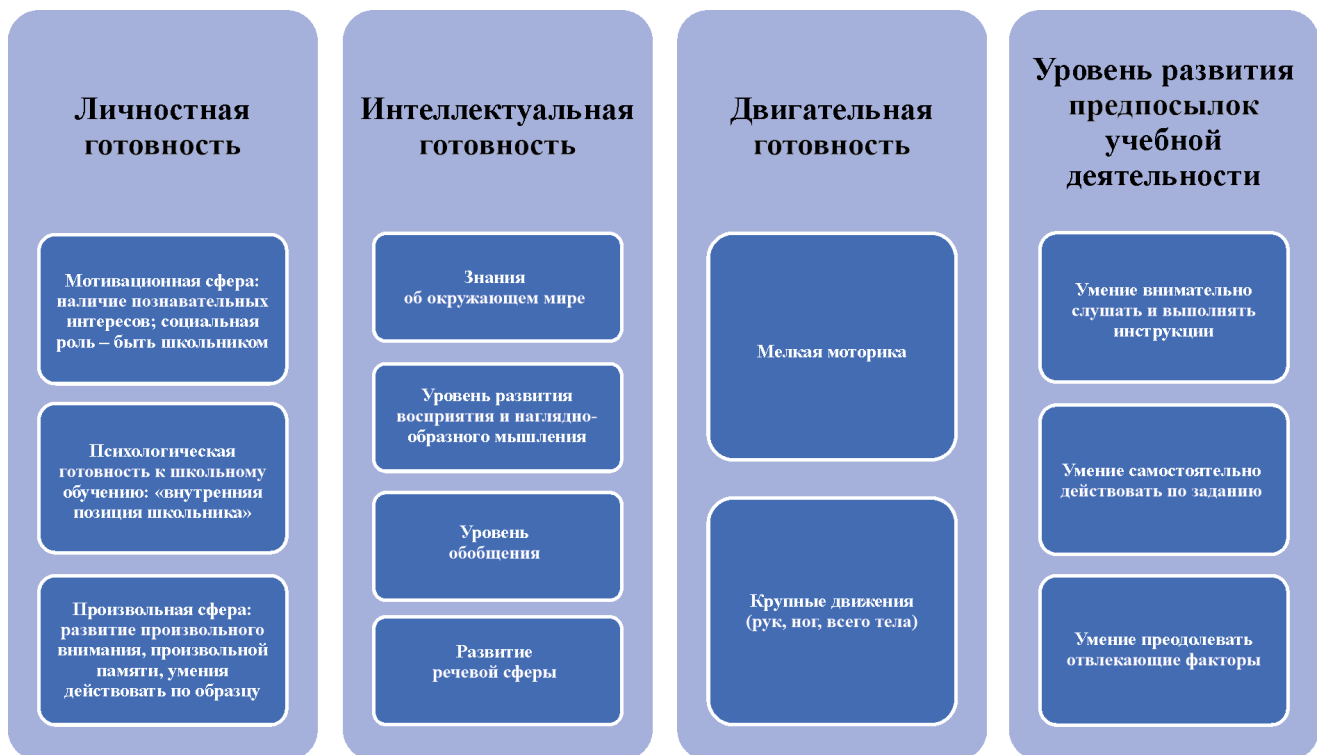 Личностная
готовность
Мотивационная сфера:
наличие познавательных
интересов; социальная
роль – быть школьником
Психологическая
готовность к школьному
обучению: «внутренняя
позиция школьника»
Произвольная сфера:
развитие произвольного
внимания, произвольной
памяти, умения
действовать по образцу
Интеллектуальная
готовность
Знания
об окружающем мире
Уровень развития
восприятия и наглядно-
образного мышления
Уровень
обобщения
Развитие
речевой сферы
Двигательная
готовность
Мелкая моторика
Крупные движения
(рук, ног, всего тела)
Уровень развития
предпосылок
учебной
деятельности
Умение внимательно
слушать и выполнять
инструкции
Умение самостоятельно
действовать по заданию
Умение преодолевать
отвлекающие факторы